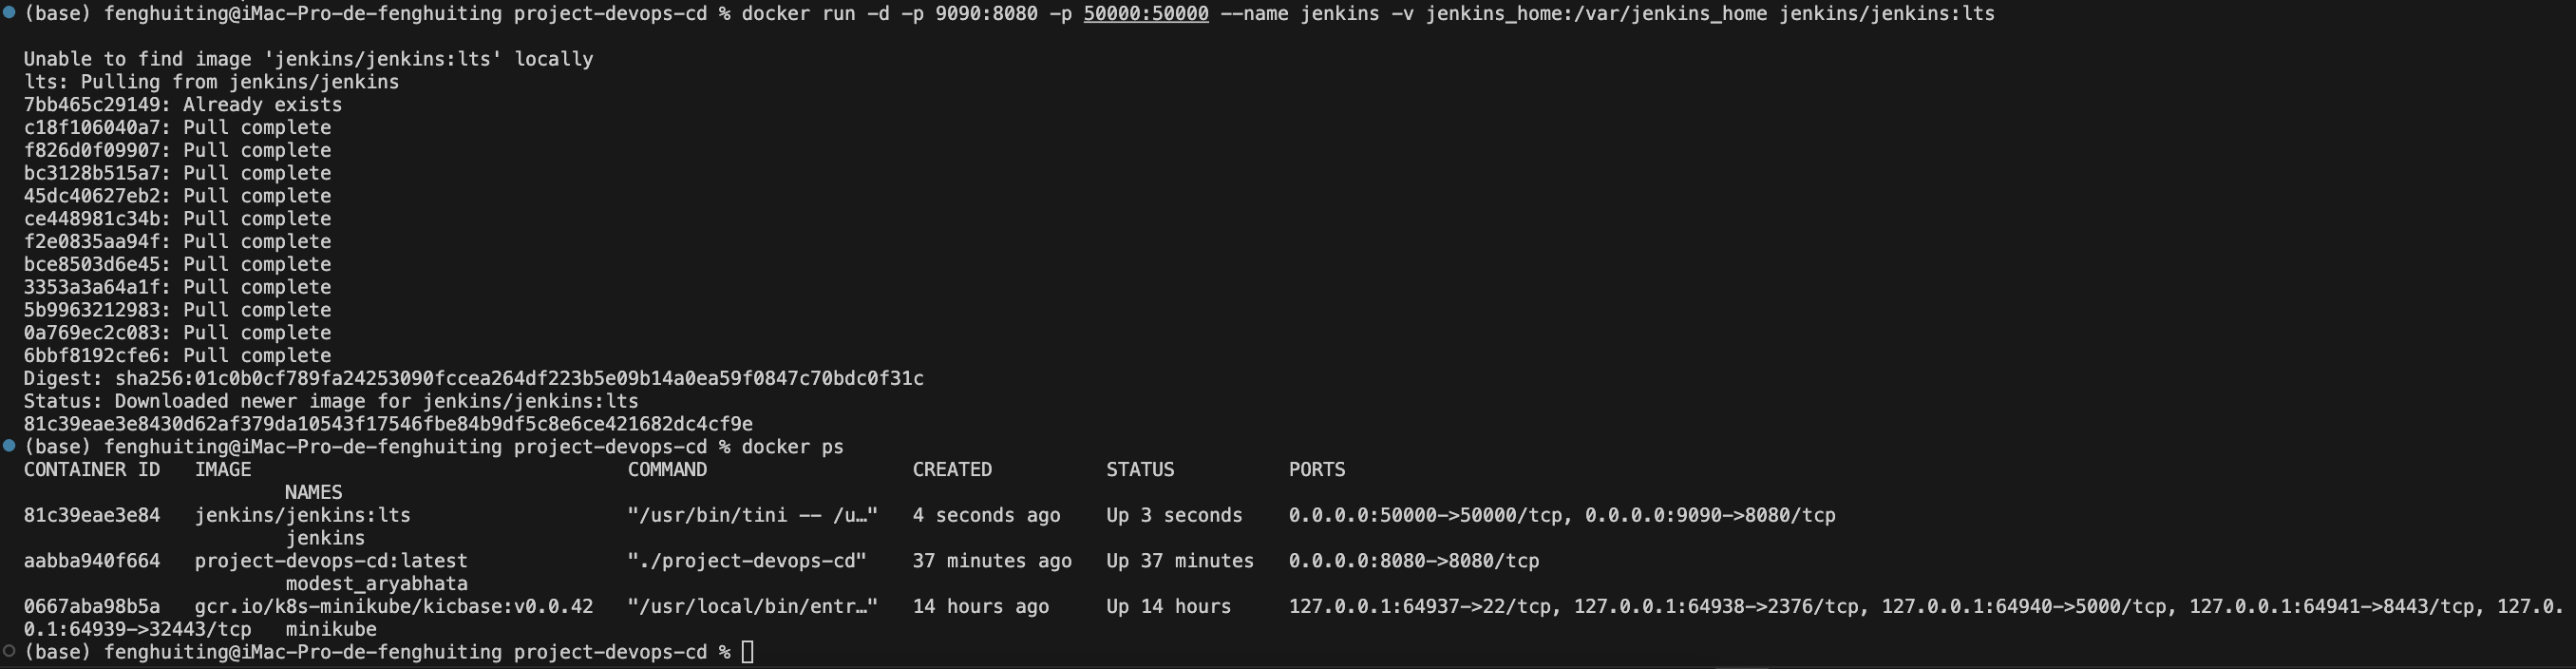 (base) fenghuiting@iMac-Pro-de-fenghuiting project-devops-cd % docker run -d -p 9090:8080 -p 50000:50000 --name jenkins -v jenkins_home:/var/jenkins_home jenkins/jenkins:lts
Unable to find image 'jenkins/jenkins:lts' locally
lts: Pulling from jenkins/jenkins
7bb465c29149: Already exists
c18f106040a7: Pull complete
f826d0f09907: Pull complete
bc3128b515a7: Pull complete
45dc40627eb2: Pull complete
ce448981c34b: Pull complete
f2e0835aa94f: Pull complete
bce8503d6e45: Pull complete
3353a3a64a1f: Pull complete
5b9963212983: Pull complete
0a769ec2c083: Pull complete
6bbf8192cfe6: Pull complete
Digest: sha256:01c0b0cf789fa24253090fccea264df223b5e09b14a0ea59f0847c70bdc0f31c
Status: Downloaded newer image for jenkins/jenkins:lts
81c39eae3e8430d62af379da10543f17546fbe84b9df5c8e6ce421682dc4cf9e
(base) fenghuiting@iMac-Pro-de-fenghuiting project-devops-cd % docker ps
CONTAINER ID   IMAGE                                 COMMAND                  CREATED          STATUS          PORTS
                       NAMES
81c39eae3e84   jenkins/jenkins:lts                   "/usr/bin/tini -- /u…"   4 seconds ago    Up 3 seconds    0.0.0.0:50000->50000/tcp, 0.0.0.0:9090->8080/tcp
                       jenkins
aabba940f664   project-devops-cd:latest              "./project-devops-cd"    37 minutes ago   Up 37 minutes   0.0.0.0:8080->8080/tcp
                       modest_aryabhata
0667aba98b5a   gcr.io/k8s-minikube/kicbase:v0.0.42   "/usr/local/bin/entr…"   14 hours ago     Up 14 hours     127.0.0.1:64937->22/tcp, 127.0.0.1:64938->2376/tcp, 127.0.0.1:64940->5000/tcp, 127.0.0.1:64941->8443/tcp, 127.0.
0.1:64939->32443/tcp   minikube
(base) fenghuiting@iMac-Pro-de-fenghuiting project-devops-cd %